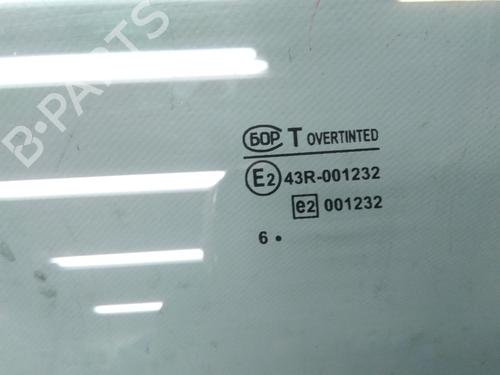 B-PARTS
БОР T OVERTINTED
E2 43R-001232
e2 001232
6 •